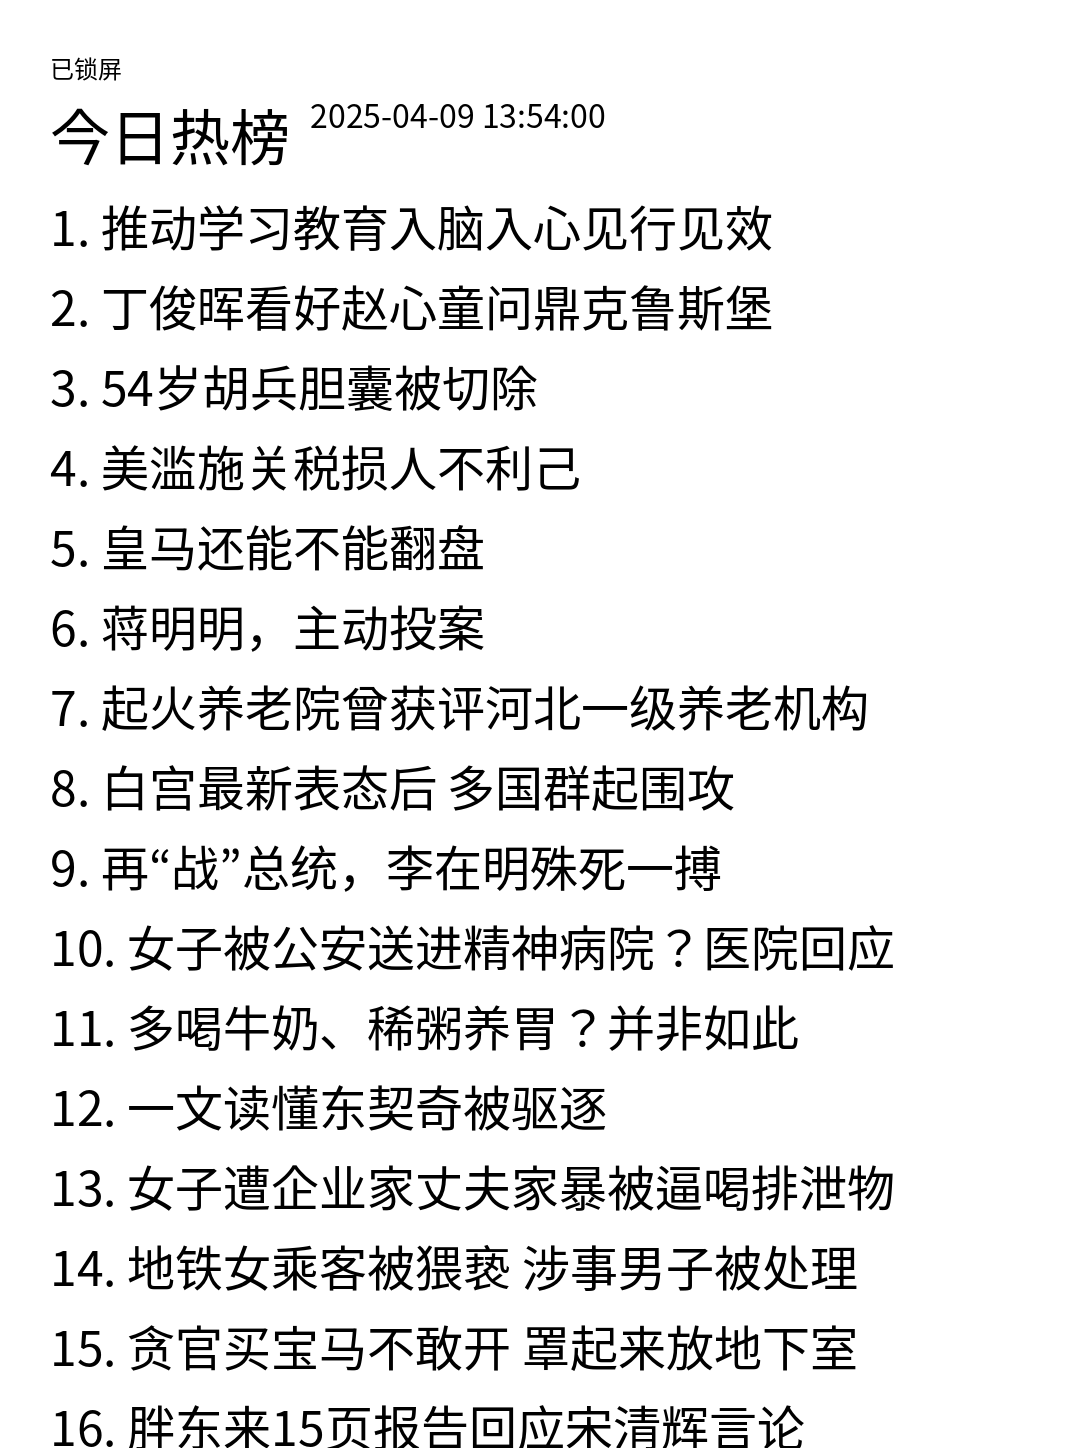 已锁屏
今日热榜 2025-04-09 13:54:00
1. 推动学习教育入脑入心见行见效
2. 丁俊晖看好赵心童问鼎克鲁斯堡
3. 54岁胡兵胆囊被切除
4. 美滥施关税损人不利己
5. 皇马还能不能翻盘
6. 蒋明明，主动投案
7. 起火养老院曾获评河北一级养老机构
8. 白宫最新表态后 多国群起围攻
9. 再“战”总统，李在明殊死一搏
10. 女子被公安送进精神病院？医院回应
11. 多喝牛奶、稀粥养胃？并非如此
12. 一文读懂东契奇被驱逐
13. 女子遭企业家丈夫家暴被逼喝排泄物
14. 地铁女乘客被猥亵 涉事男子被处理
15. 贪官买宝马不敢开 罩起来放地下室
16. 胖东来15页报告回应宋清辉言论